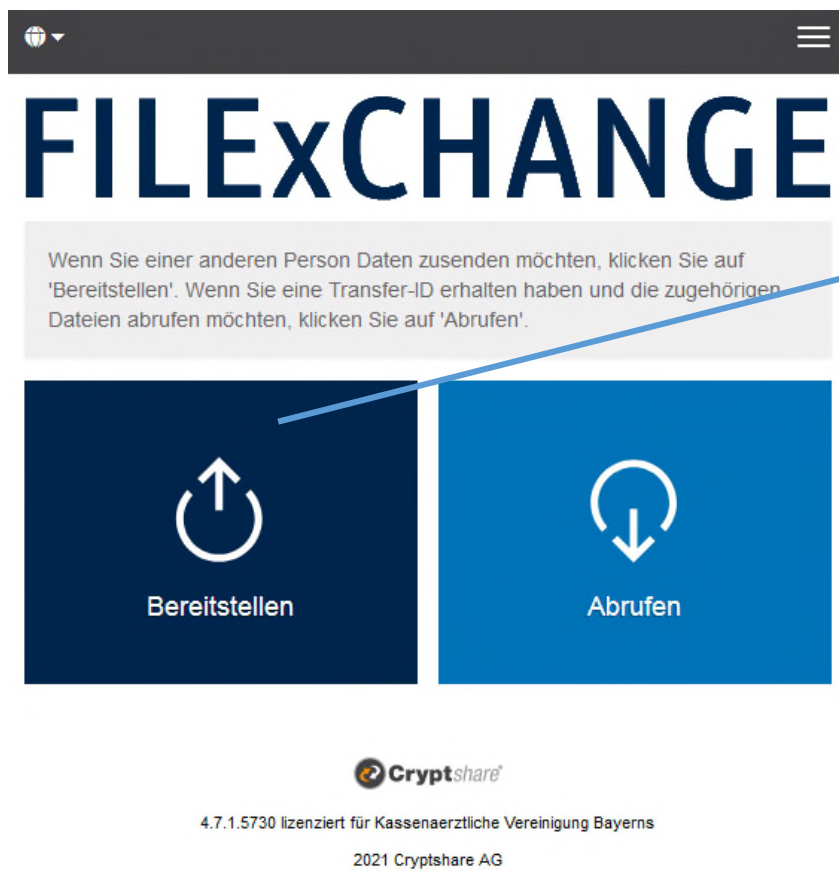 FILExCHANGE
Wenn Sie einer anderen Person Daten zusenden möchten, klicken Sie auf
'Bereitstellen'. Wenn Sie eine Transfer-ID erhalten haben und die zugehörigen
Dateien abrufen möchten, klicken Sie auf 'Abrufen'.
Bereitstellen
Abrufen
Cryptshare
4.7.1.5730 lizenziert für Kassenaerztliche Vereinigung Bayerns
2021 Cryptshare AG